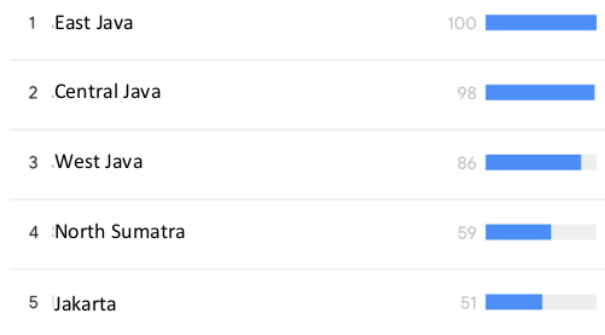 1 East Java 100
2 Central Java 98
3 West Java 86
4 North Sumatra 59
5 Jakarta 51